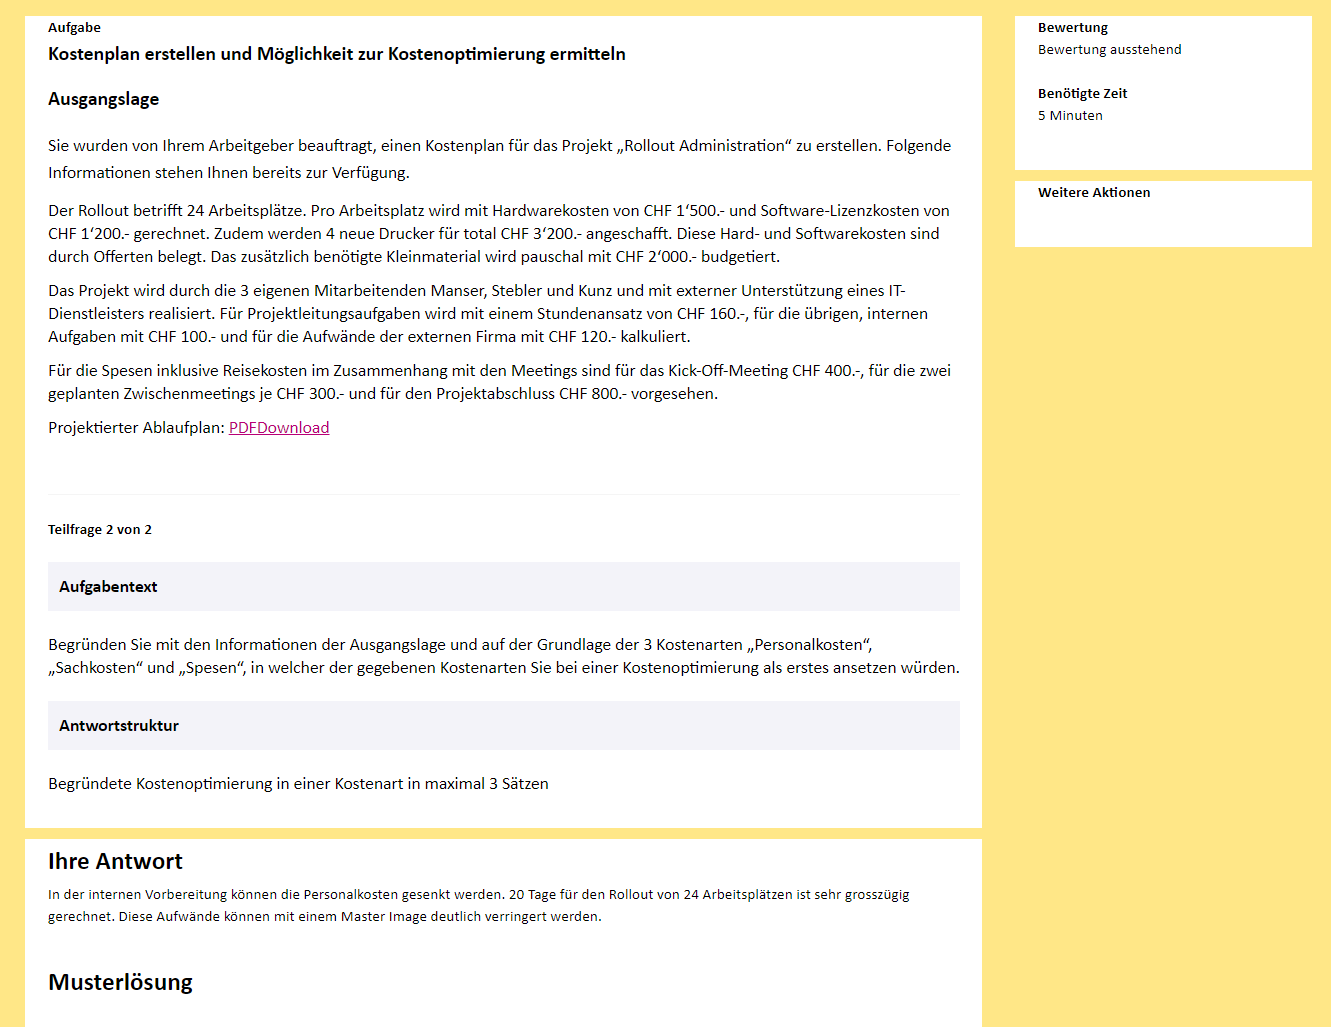 Aufgabe
Kostenplan erstellen und Möglichkeit zur Kostenoptimierung ermitteln
Ausgangslage
Sie wurden von Ihrem Arbeitgeber beauftragt, einen Kostenplan für das Projekt „Rollout Administration“ zu erstellen. Folgende
Informationen stehen Ihnen bereits zur Verfügung.
Der Rollout betrifft 24 Arbeitsplätze. Pro Arbeitsplatz wird mit Hardwarekosten von CHF 1‘500.- und Software-Lizenzkosten von
CHF 1‘200.- gerechnet. Zudem werden 4 neue Drucker für total CHF 3‘200.- angeschafft. Diese Hard- und Softwarekosten sind
durch Offerten belegt. Das zusätzlich benötigte Kleinmaterial wird pauschal mit CHF 2‘000.- budgetiert.
Das Projekt wird durch die 3 eigenen Mitarbeitenden Manser, Stebler und Kunz und mit externer Unterstützung eines IT-
Dienstleisters realisiert. Für Projektleitungsaufgaben wird mit einem Stundenansatz von CHF 160.-, für die übrigen, internen
Aufgaben mit CHF 100.- und für die Aufwände der externen Firma mit CHF 120.- kalkuliert.
Für die Spesen inklusive Reisekosten im Zusammenhang mit den Meetings sind für das Kick-Off-Meeting CHF 400.-, für die zwei
geplanten Zwischenmeetings je CHF 300.- und für den Projektabschluss CHF 800.- vorgesehen.
Projektierter Ablaufplan: PDFDownload
Teilfrage 2 von 2
Aufgabentext
Begründen Sie mit den Informationen der Ausgangslage und auf der Grundlage der 3 Kostenarten „Personalkosten“,
„Sachkosten“ und „Spesen“, in welcher der gegebenen Kostenarten Sie bei einer Kostenoptimierung als erstes ansetzen würden.
Antwortstruktur
Begründete Kostenoptimierung in einer Kostenart in maximal 3 Sätzen
Ihre Antwort
In der internen Vorbereitung können die Personalkosten gesenkt werden. 20 Tage für den Rollout von 24 Arbeitsplätzen ist sehr grosszügig
gerechnet. Diese Aufwände können mit einem Master Image deutlich verringert werden.
Musterlösung
Bewertung
Bewertung ausstehend
Benötigte Zeit
5 Minuten
Weitere Aktionen